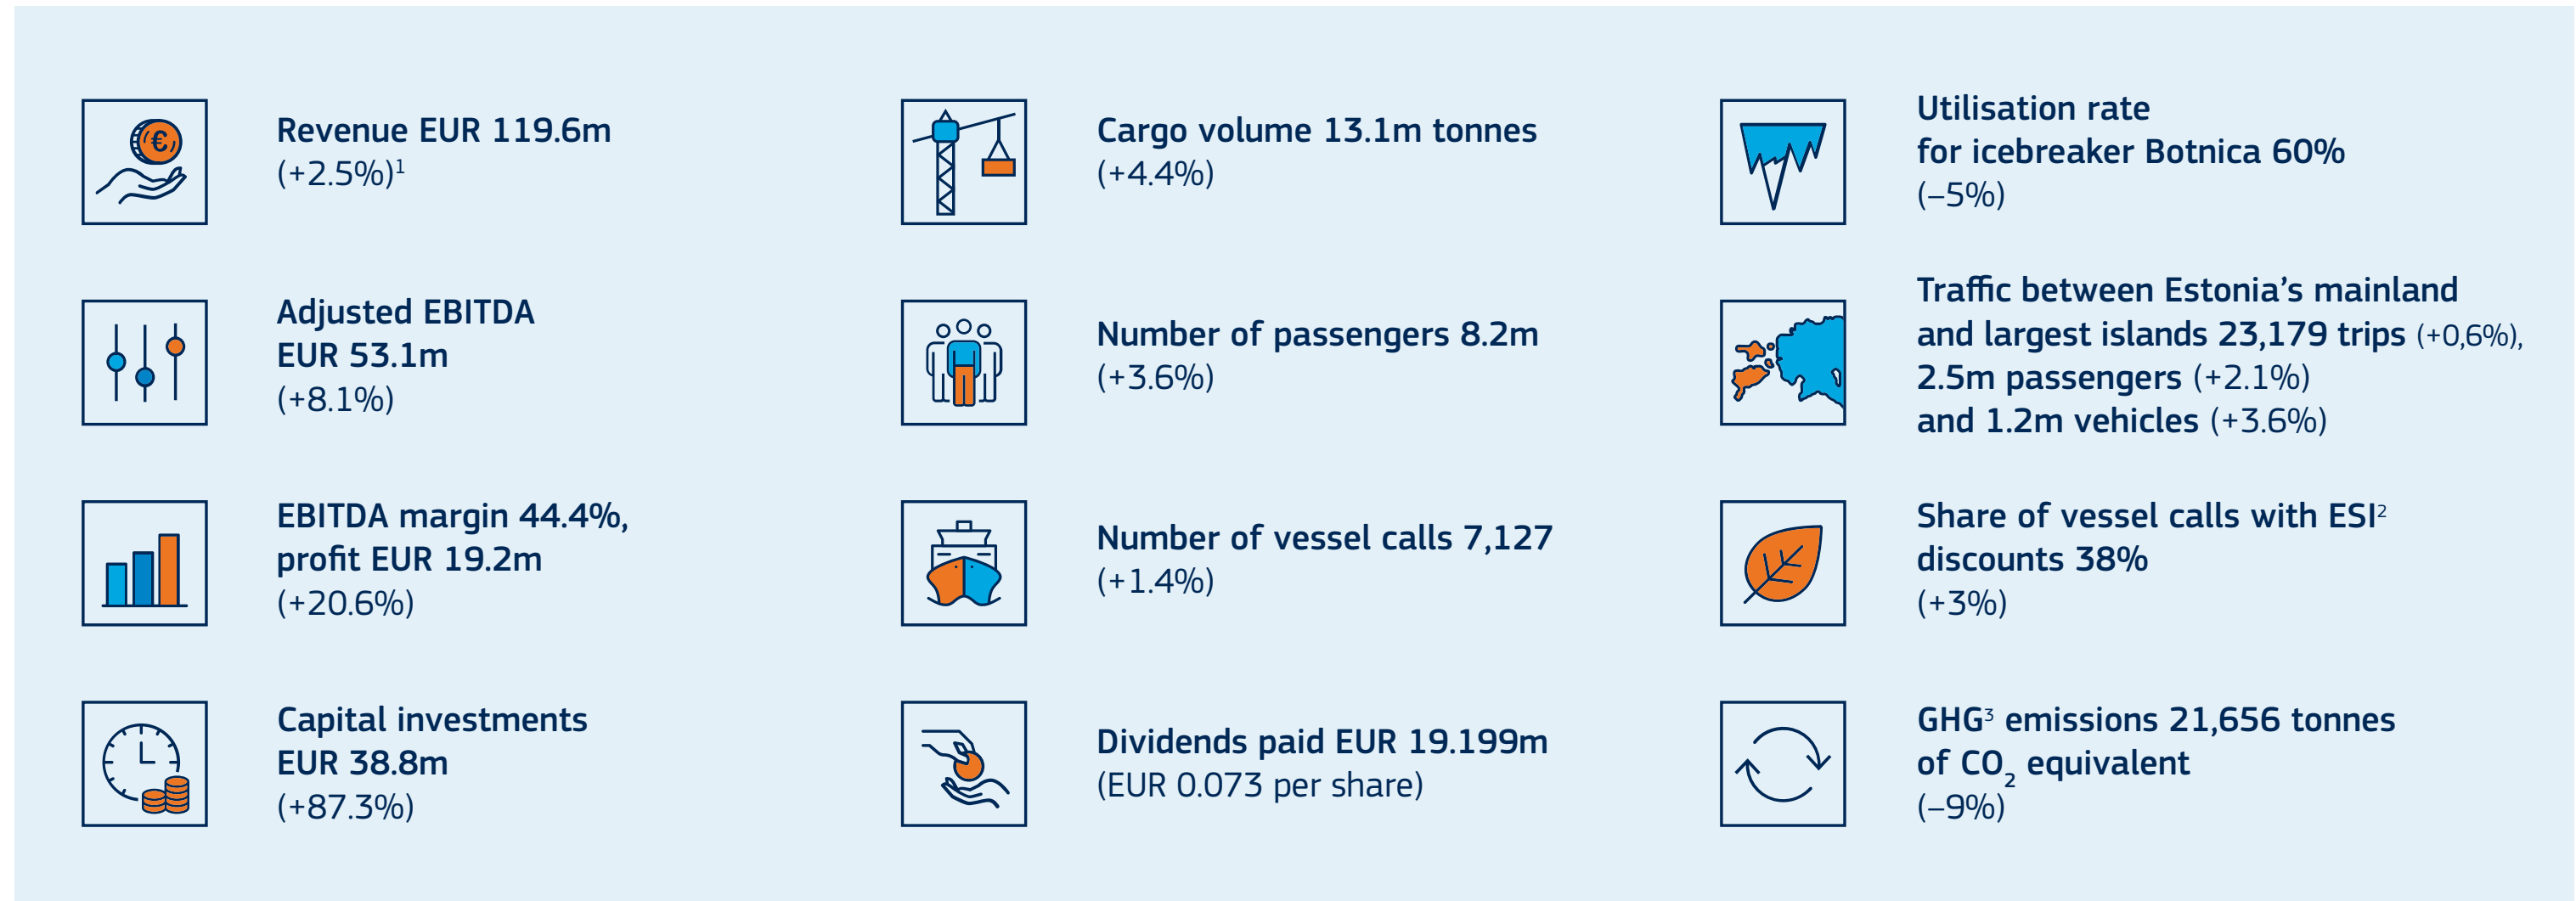 Revenue EUR 119.6m
(+2.5%)¹
Adjusted EBITDA
EUR 53.1m
(+8.1%)
EBITDA margin 44.4%,
profit EUR 19.2m
(+20.6%)
Capital investments
EUR 38.8m
(+87.3%)
Cargo volume 13.1m tonnes
(+4.4%)
Number of passengers 8.2m
(+3.6%)
Number of vessel calls 7,127
(+1.4%)
Dividends paid EUR 19.199m
(EUR 0.073 per share)
Utilisation rate
for icebreaker Botnica 60%
(–5%)
Traffic between Estonia’s mainland
and largest islands 23,179 trips (+0,6%),
2.5m passengers (+2.1%)
and 1.2m vehicles (+3.6%)
Share of vessel calls with ESI²
discounts 38%
(+3%)
GHG³ emissions 21,656 tonnes
of CO₂ equivalent
(–9%)